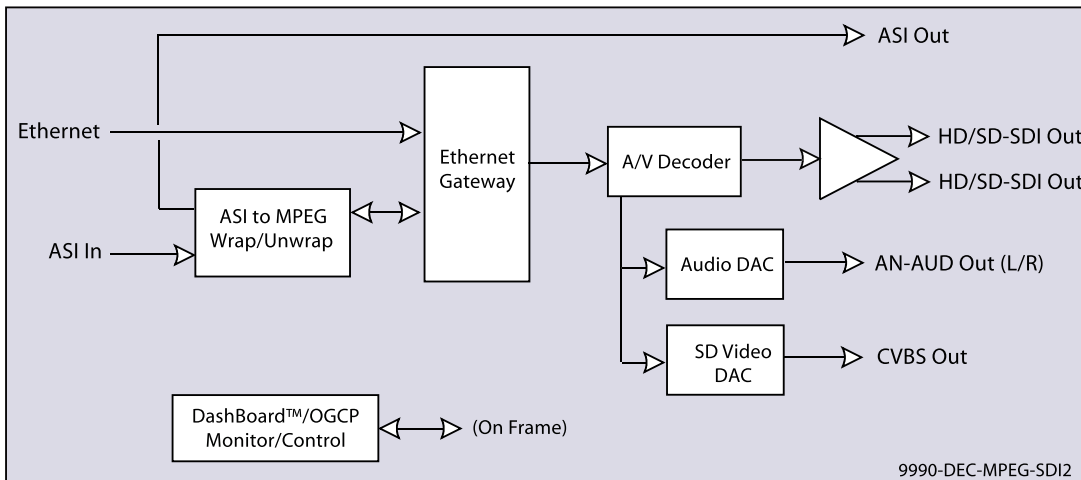 ASI Out
Ethernet
Ethernet
Gateway
A/V Decoder
HD/SD-SDI Out
HD/SD-SDI Out
ASI to MPEG
Wrap/Unwrap
ASI In
Audio DAC
AN-AUD Out (L/R)
SD Video
DAC
CVBS Out
DashBoard™/OGCP
Monitor/Control
(On Frame)
9990-DEC-MPEG-SDI2